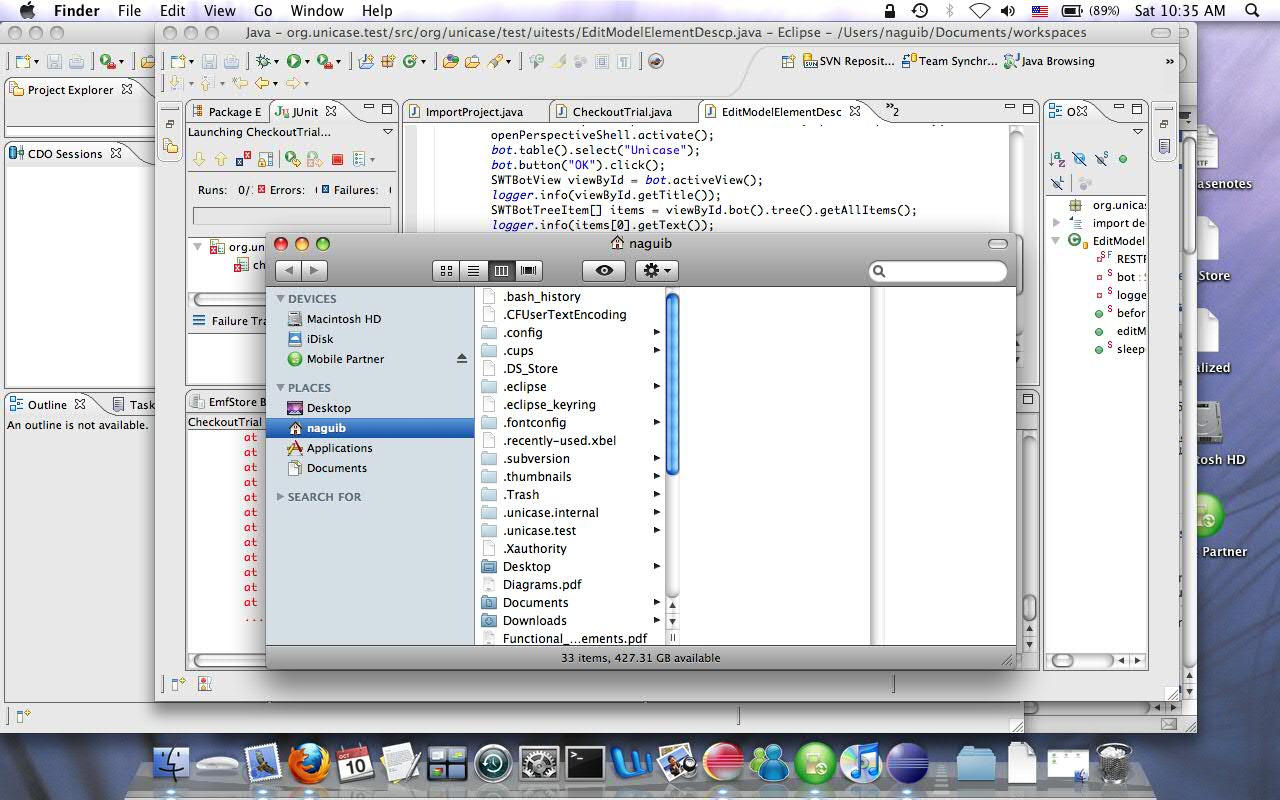 Finder File Edit View Go Window Help (89%) Sat 10:35 AM
Java – org.unicase.test/src/org/unicase/test/uitests/EditModelElementDescp.java – Eclipse – /Users/naguib/Documents/workspaces
SVN Reposit... Team Synchr... Java Browsing »
Project Explorer
Package E JUnit
ImportProject.java CheckoutTrial.java EditModelElementDesc »2
O
Launching CheckoutTrial...
openPerspectiveShell.activate();
bot.table().select("Unicase");
bot.button("OK").click();
SWTBotView viewById = bot.activeView();
logger.info(viewById.getTitle());
SWTBotTreeItem[] items = viewById.bot().tree().getAllItems();
logger.info(items[0].getText());
CDO Sessions
Runs: 0/ Errors: Failures:
org.un
ch
Failure Tra
org.unicas
import dec
EditModel
RESTR
bot : S
logge
befor
editM
sleep
Outline Task
An outline is not available.
EmfStore B
CheckoutTrial
at
at
at
at
at
at
at
at
at
at
at
at
...
naguib
DEVICES
Macintosh HD
iDisk
Mobile Partner
PLACES
Desktop
naguib
Applications
Documents
SEARCH FOR
.bash_history
.CFUserTextEncoding
.config
.cups
.DS_Store
.eclipse
.eclipse_keyring
.fontconfig
.recently-used.xbel
.subversion
.thumbnails
.Trash
.unicase.internal
.unicase.test
.Xauthority
Desktop
Diagrams.pdf
Documents
Downloads
Functional_...ements.pdf
33 items, 427.31 GB available
RTF
asenotes
Store
alized
tosh HD
Partner
OCT
10